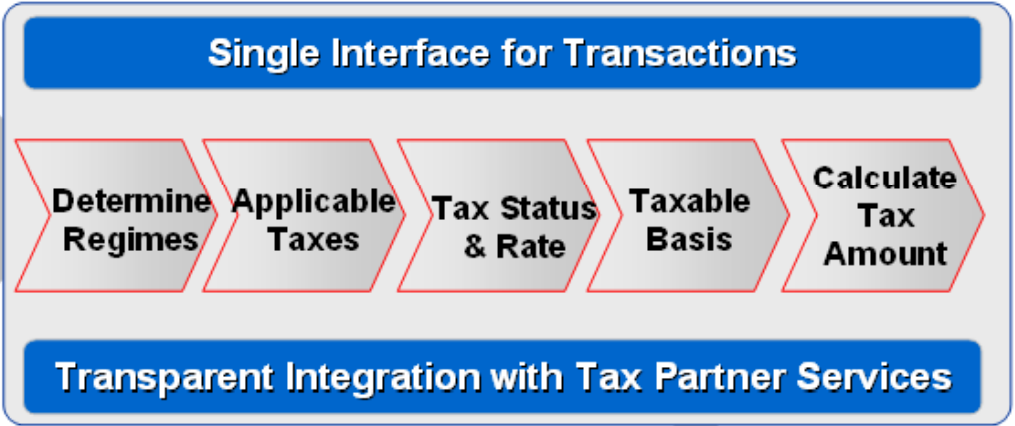 Single Interface for Transactions
Determine
Regimes
Applicable
Taxes
Tax Status
& Rate
Taxable
Basis
Calculate
Tax
Amount
Transparent Integration with Tax Partner Services